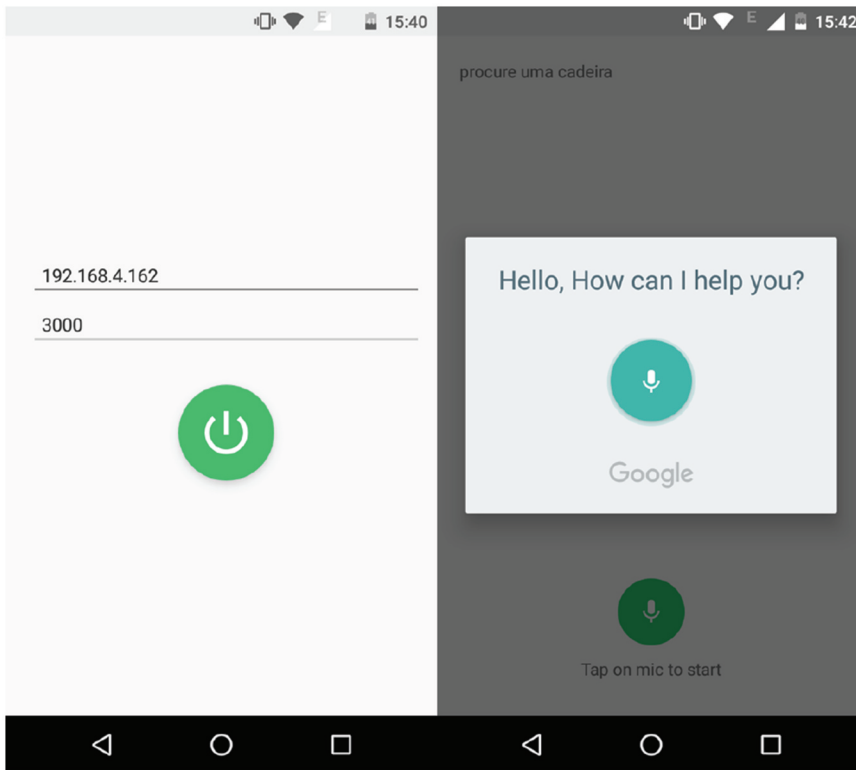 E 15:40
192.168.4.162
3000
E 15:42
procure uma cadeira
Hello, How can I help you?
Google
Tap on mic to start